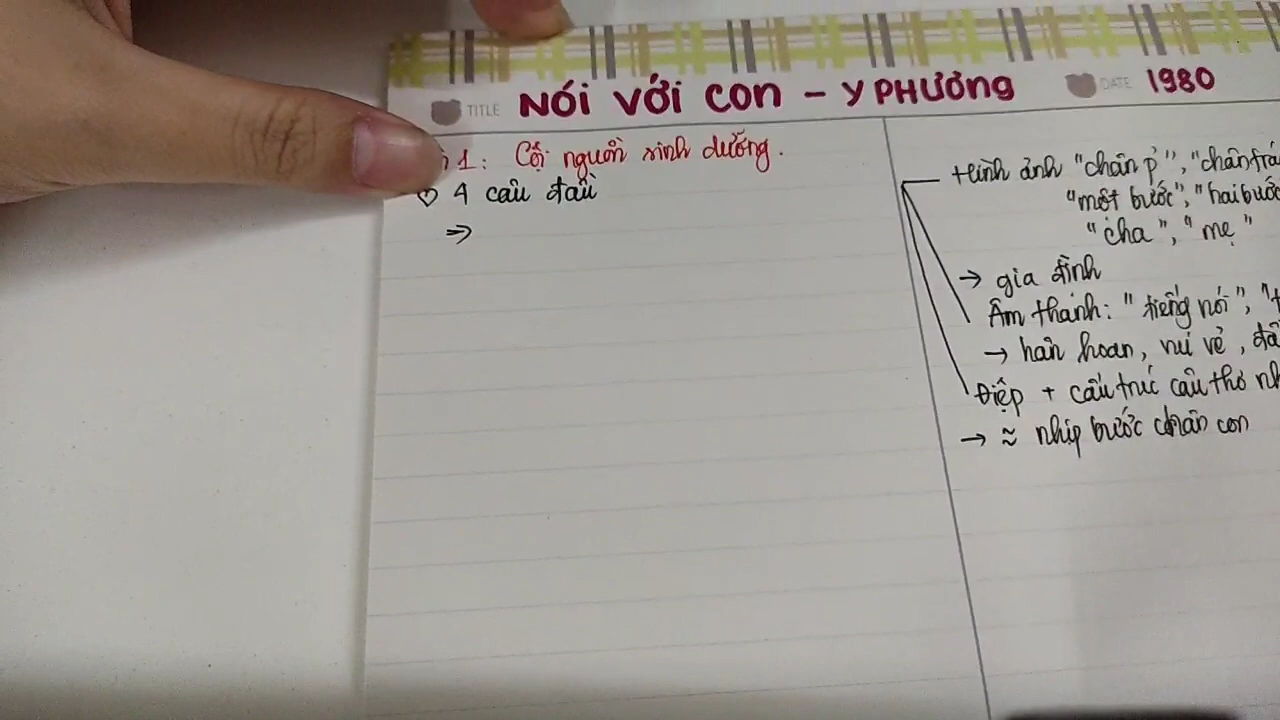 TITLE NÓI VỚI CON - Y PHƯƠNG DATE 1980
1: Cội nguồn sinh dưỡng.
♡ 4 câu đầu
⇒
+ Hình ảnh "chân p'", "chân trá
"một bước", "hai bước
"cha", "mẹ"
→ gia đình
Âm thanh: "tiếng nói", "t
→ hân hoan, vui vẻ, đầ
Điệp + cấu trúc câu thơ nh
→ ≈ nhịp bước chân con